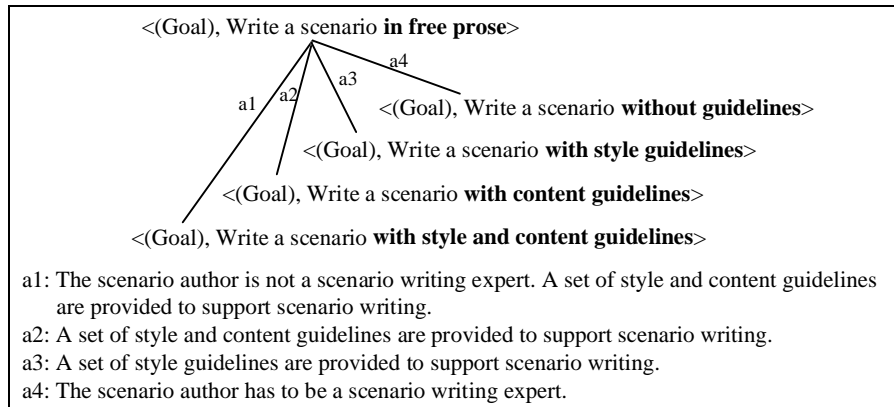 <(Goal), Write a scenario in free prose>
a4
a3
a2
a1
<(Goal), Write a scenario without guidelines>
<(Goal), Write a scenario with style guidelines>
<(Goal), Write a scenario with content guidelines>
<(Goal), Write a scenario with style and content guidelines>
a1: The scenario author is not a scenario writing expert. A set of style and content guidelines
are provided to support scenario writing.
a2: A set of style and content guidelines are provided to support scenario writing.
a3: A set of style guidelines are provided to support scenario writing.
a4: The scenario author has to be a scenario writing expert.